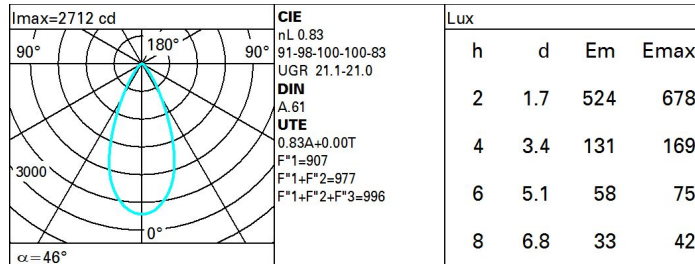 Imax=2712 cd
90° 180° 90°
3000
0°
α=46°
CIE
nL 0.83
91-98-100-100-83
UGR 21.1-21.0
DIN
A.61
UTE
0.83A+0.00T
F"1=907
F"1+F"2=977
F"1+F"2+F"3=996
Lux
h d Em Emax
2 1.7 524 678
4 3.4 131 169
6 5.1 58 75
8 6.8 33 42